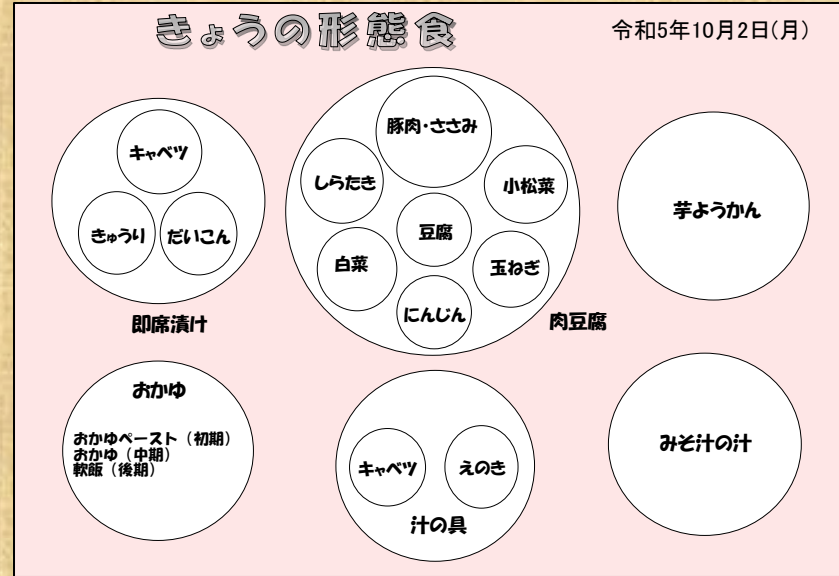 きょうの形態食
令和5年10月2日(月)
キャベツ
きゅうり
だいこん
即席漬け
豚肉・ささみ
しらたき
小松菜
豆腐
白菜
玉ねぎ
にんじん
肉豆腐
芋ようかん
おかゆ
おかゆペースト（初期）
おかゆ（中期）
軟飯（後期）
キャベツ
えのき
汁の具
みそ汁の汁